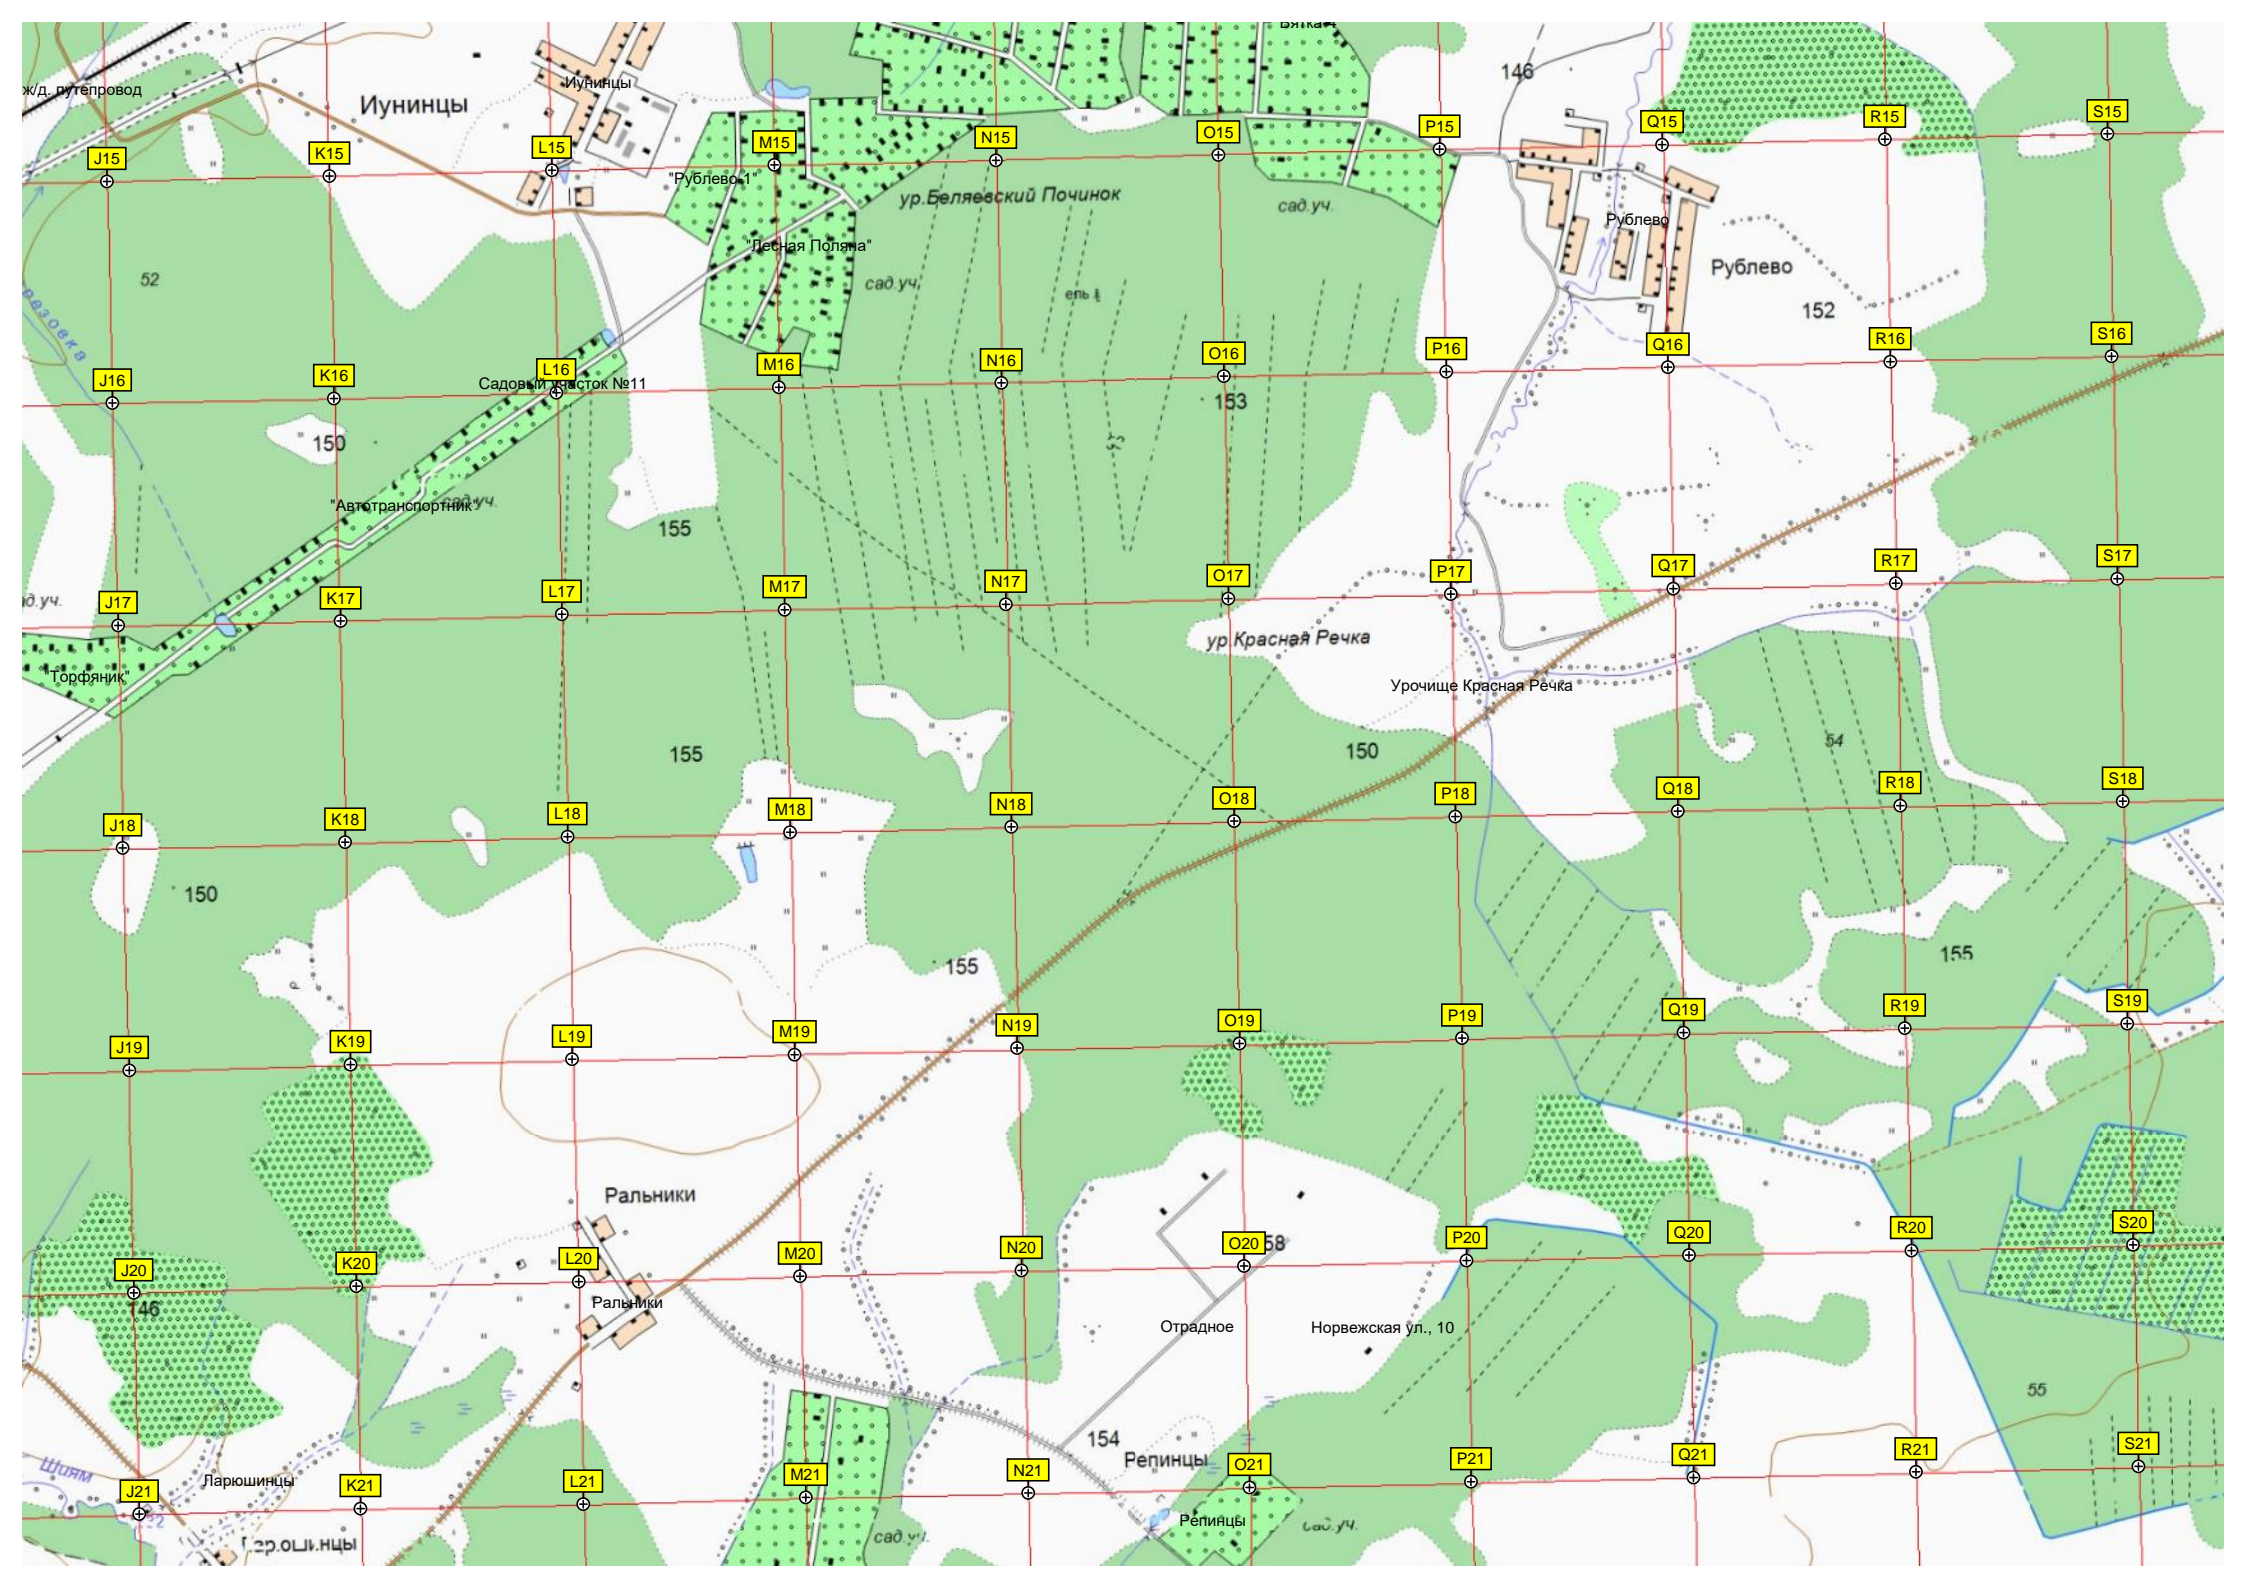 146
ж/д. путепровод
Иунинцы
Иунинцы
J15 K15 L15 M15 N15 O15 P15 Q15 R15 S15
"Рублево-1"
ур.Беляевский Починок
сад.уч.
Рублево
"Лесная Поляна"
Рублево
52
сад.уч.
ель
152
J16 K16 L16 M16 N16 O16 P16 Q16 R16 S16
Садовый участок №11
153
150
"Автотранспортник"
сад.уч.
155
J17 K17 L17 M17 N17 O17 P17 Q17 R17 S17
ур.Красная Речка
"Торфяник"
Урочище Красная Речка
155
150
54
J18 K18 L18 M18 N18 O18 P18 Q18 R18 S18
150
155
155
J19 K19 L19 M19 N19 O19 P19 Q19 R19 S19
Ральники
J20 K20 L20 M20 N20 O20 P20 Q20 R20 S20
58
146
Ральники
Отрадное
Норвежская ул., 10
55
154
Репинцы
Шиям
Ларюшинцы
J21 K21 L21 M21 N21 O21 P21 Q21 R21 S21
Репинцы
сад.уч.
сад.уч.